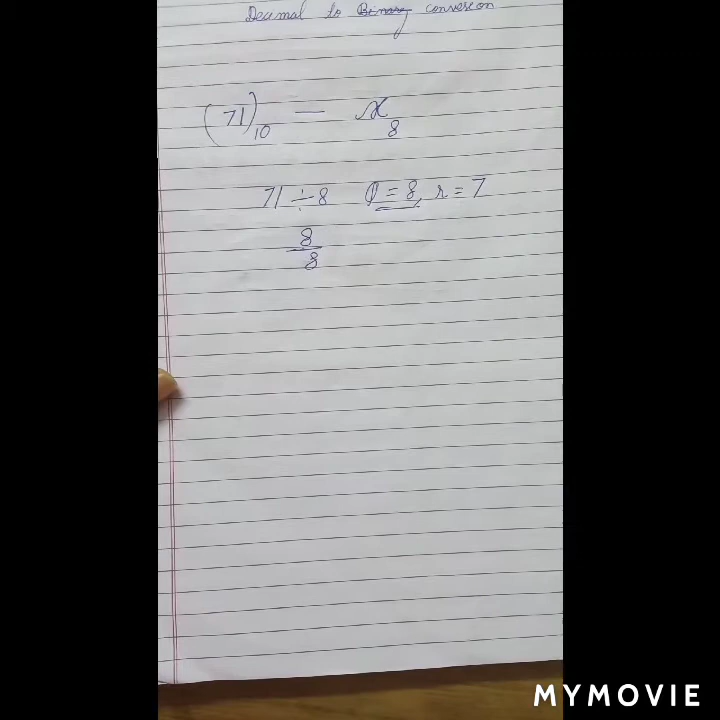 Decimal to Binary conversion
(71)10 — x8
71 ÷ 8 Q = 8, r = 7
8
8
MYMOVIE